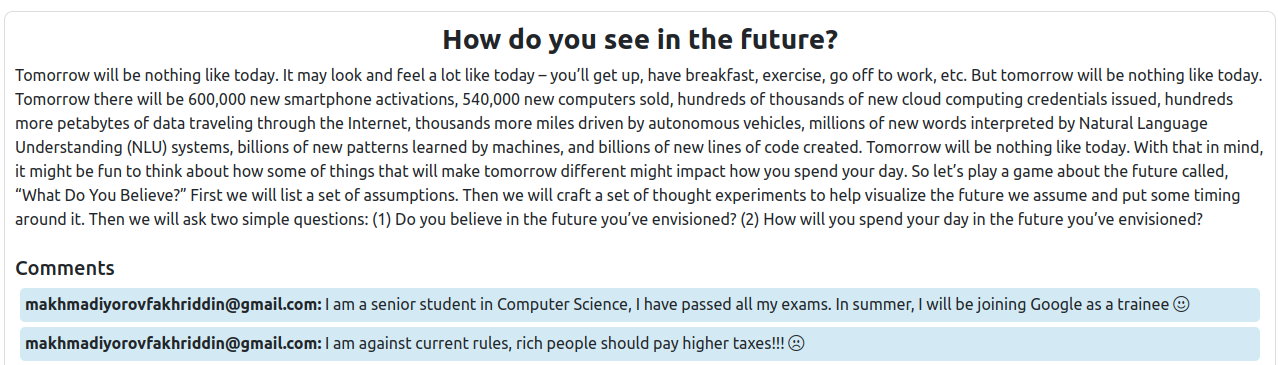 How do you see in the future?
Tomorrow will be nothing like today. It may look and feel a lot like today – you’ll get up, have breakfast, exercise, go off to work, etc. But tomorrow will be nothing like today.
Tomorrow there will be 600,000 new smartphone activations, 540,000 new computers sold, hundreds of thousands of new cloud computing credentials issued, hundreds
more petabytes of data traveling through the Internet, thousands more miles driven by autonomous vehicles, millions of new words interpreted by Natural Language
Understanding (NLU) systems, billions of new patterns learned by machines, and billions of new lines of code created. Tomorrow will be nothing like today. With that in mind,
it might be fun to think about how some of things that will make tomorrow different might impact how you spend your day. So let’s play a game about the future called,
“What Do You Believe?” First we will list a set of assumptions. Then we will craft a set of thought experiments to help visualize the future we assume and put some timing
around it. Then we will ask two simple questions: (1) Do you believe in the future you’ve envisioned? (2) How will you spend your day in the future you’ve envisioned?
Comments
makhmadiyorovfakhriddin@gmail.com: I am a senior student in Computer Science, I have passed all my exams. In summer, I will be joining Google as a trainee ☺
makhmadiyorovfakhriddin@gmail.com: I am against current rules, rich people should pay higher taxes!!! ☹